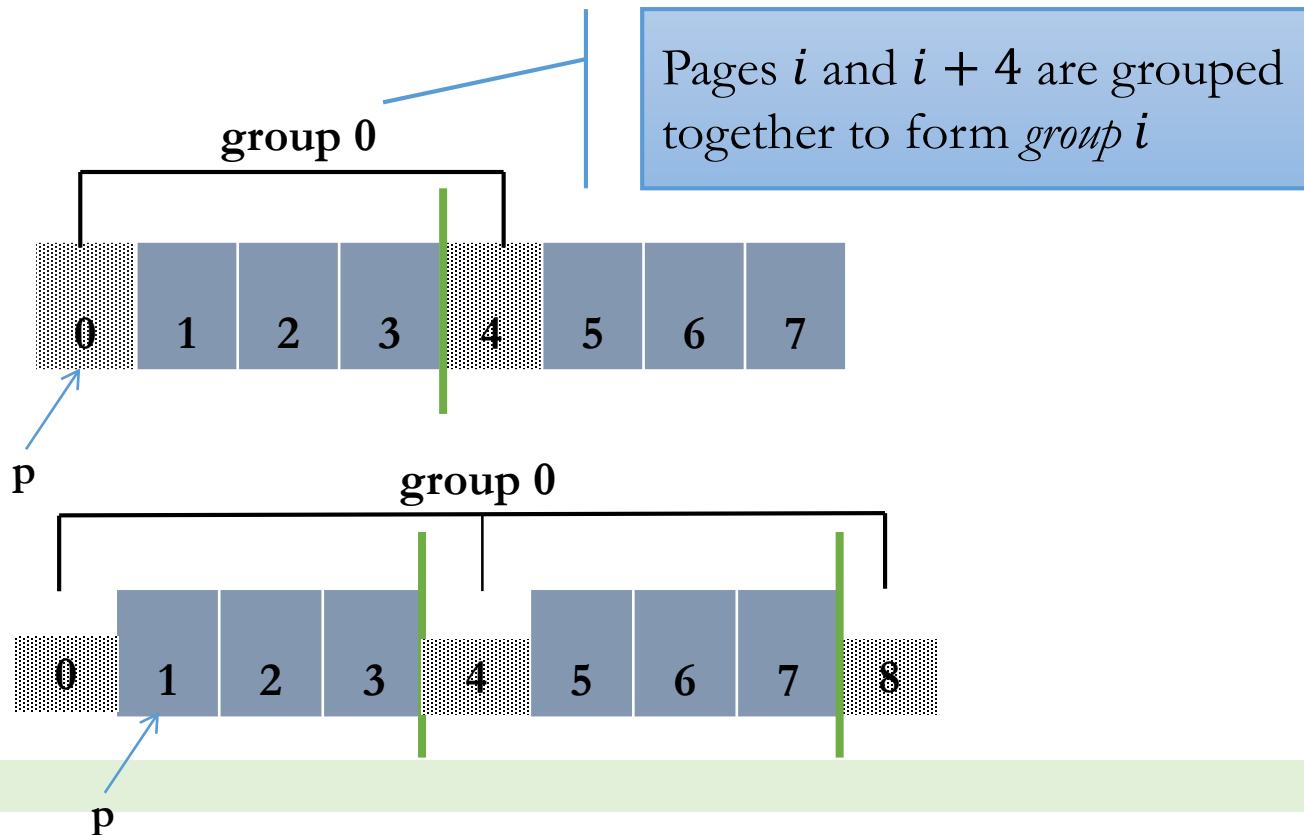 Pages i and i + 4 are grouped
together to form group i
group 0
0 1 2 3 4 5 6 7
p
group 0
0 1 2 3 4 5 6 7 8
p